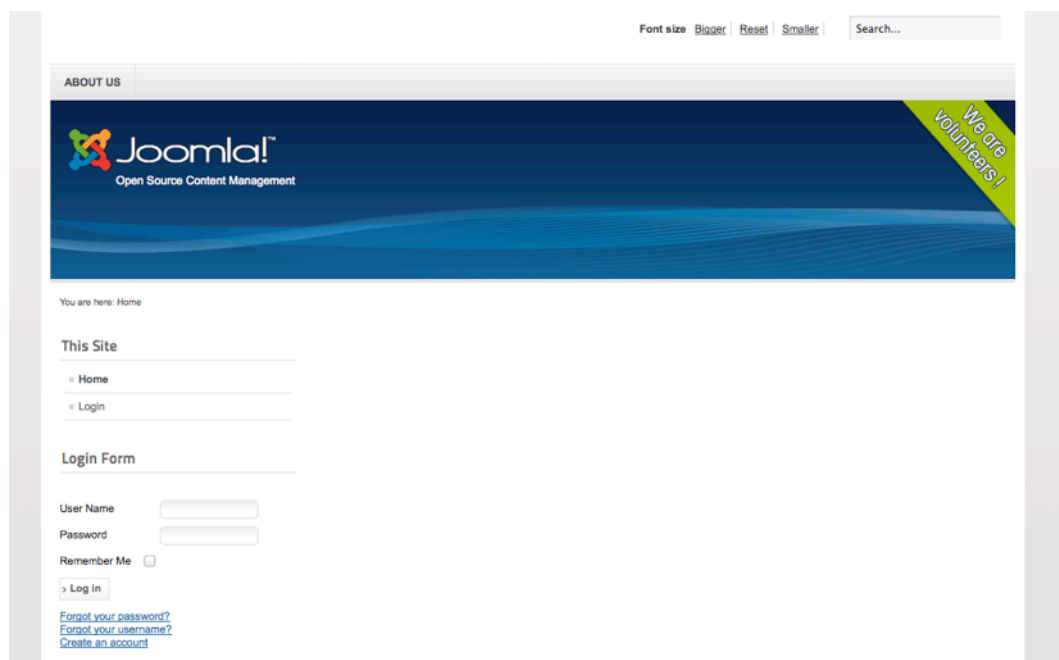 Font size Bigger Reset Smaller Search...
ABOUT US
We are
volunteers!
Joomla!™
Open Source Content Management
You are here: Home
This Site
Home
Login
Login Form
User Name
Password
Remember Me
› Log in
Forgot your password?
Forgot your username?
Create an account